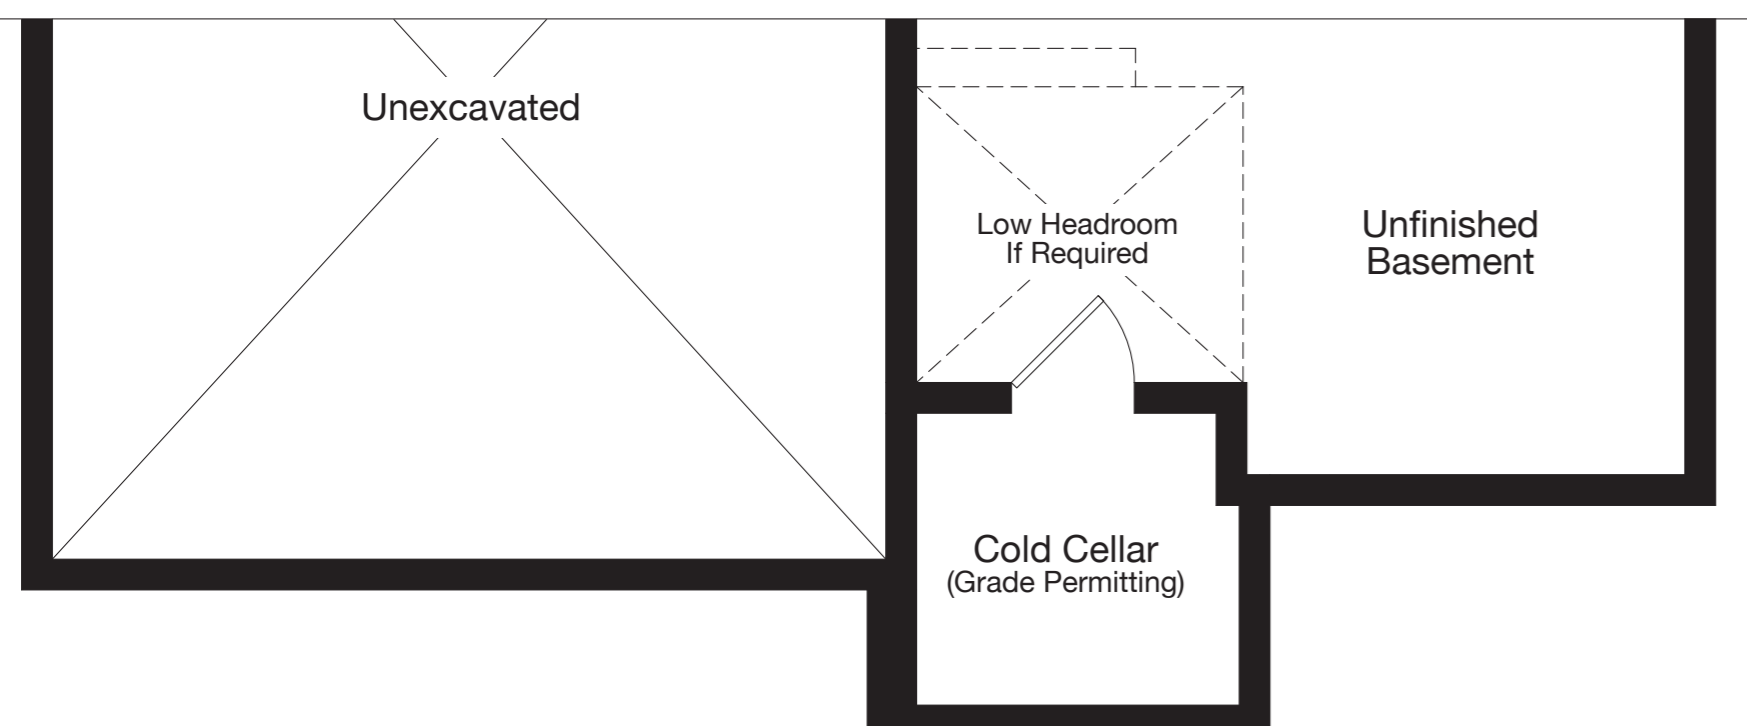 Unexcavated
Low Headroom
If Required
Unfinished
Basement
Cold Cellar
(Grade Permitting)